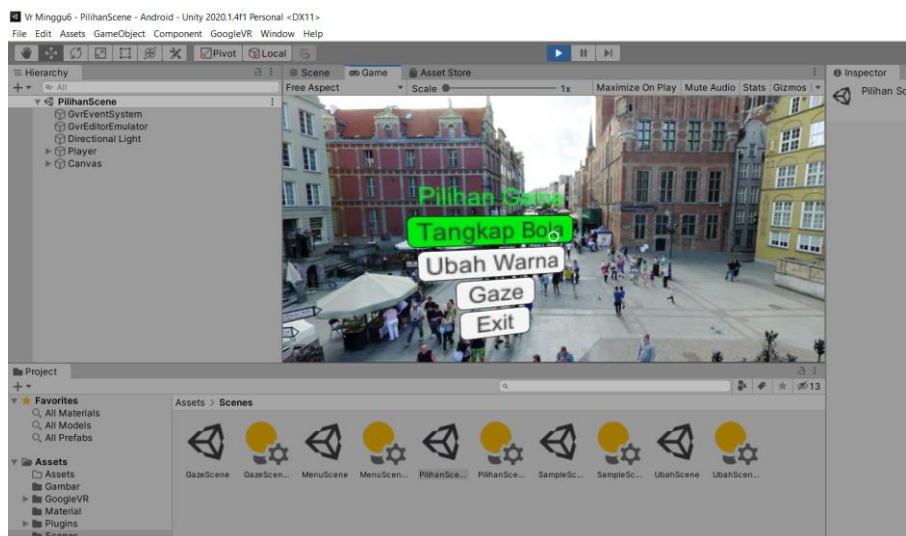 Vr Minggu6 - PilihanScene - Android - Unity 2020.1.4f1 Personal <DX11>
File Edit Assets GameObject Component GoogleVR Window Help
Pivot Local
Hierarchy
Scene Game Asset Store
Inspector
All
Free Aspect Scale 1x Maximize On Play Mute Audio Stats Gizmos
PilihanScene
Pilihan Sc
GvrEventSystem
GvrEditorEmulator
Directional Light
Player
Canvas
Pilihan Game
Tangkap Bola
Ubah Warna
Gaze
Exit
Project
13
Favorites
All Materials
All Models
All Prefabs
Assets > Scenes
Assets
Assets
Gambar
GoogleVR
Material
Plugins
Scenes
GazeScene GazeScen... MenuScene MenuScen... PilihanSce... PilihanSce... SampleSc... SampleSc... UbahScene UbahScen...